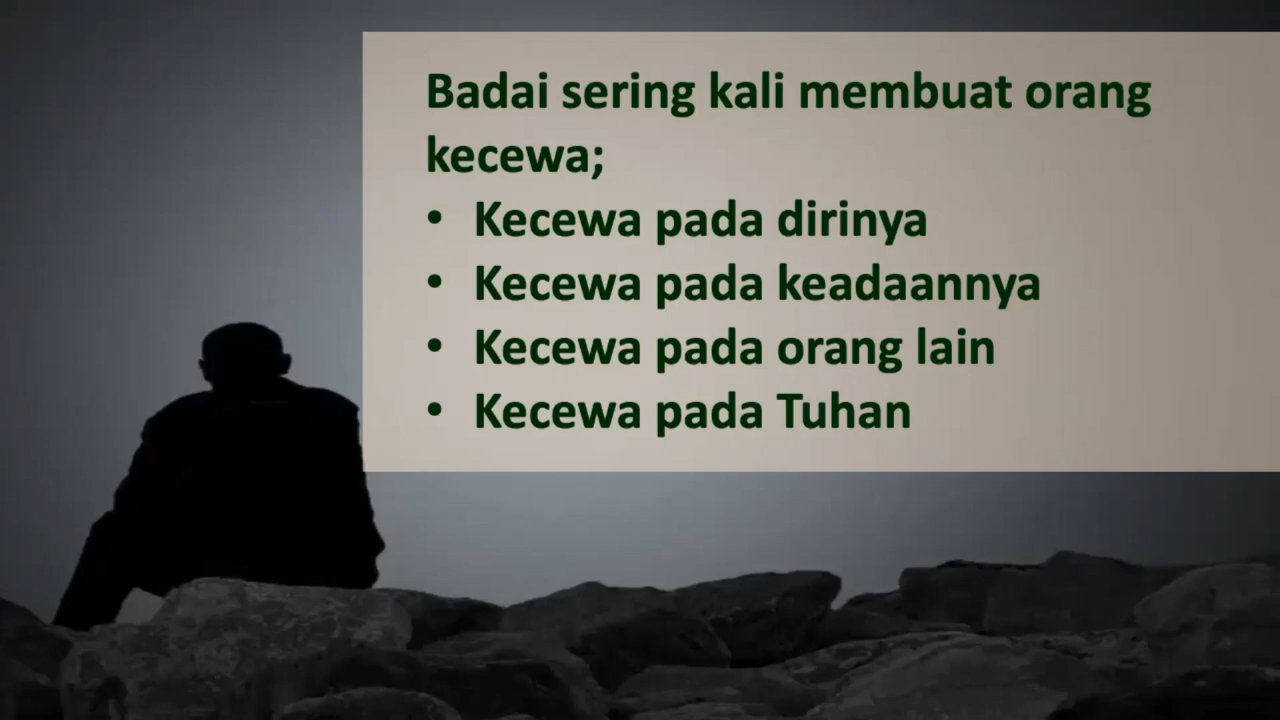 Badai sering kali membuat orang
kecewa;
• Kecewa pada dirinya
• Kecewa pada keadaannya
• Kecewa pada orang lain
• Kecewa pada Tuhan